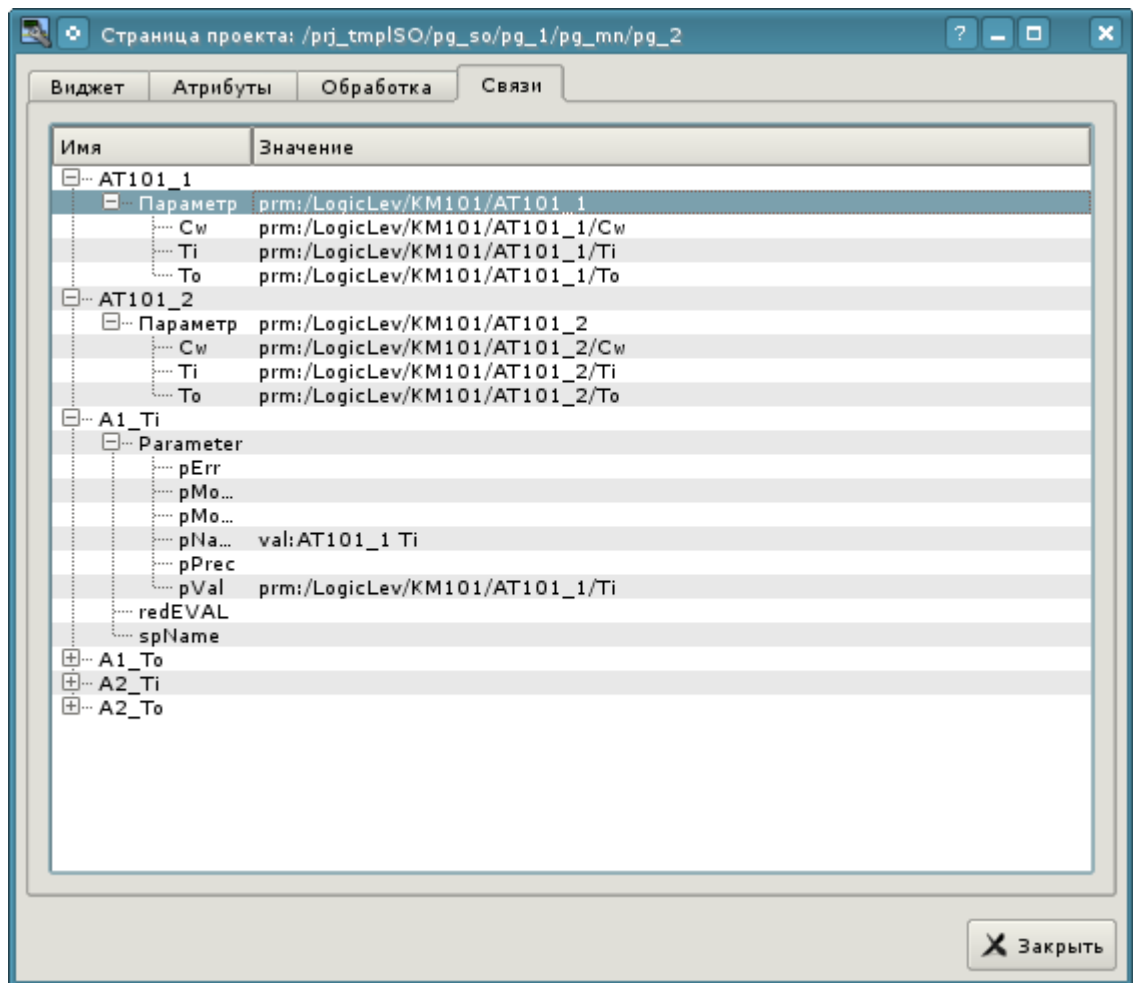 Страница проекта: /prj_tmplSO/pg_so/pg_1/pg_mn/pg_2 ?
Виджет Атрибуты Обработка Связи
Имя Значение
AT101_1
Параметр prm:/LogicLev/KM101/AT101_1
Cw prm:/LogicLev/KM101/AT101_1/Cw
Ti prm:/LogicLev/KM101/AT101_1/Ti
To prm:/LogicLev/KM101/AT101_1/To
AT101_2
Параметр prm:/LogicLev/KM101/AT101_2
Cw prm:/LogicLev/KM101/AT101_2/Cw
Ti prm:/LogicLev/KM101/AT101_2/Ti
To prm:/LogicLev/KM101/AT101_2/To
A1_Ti
Parameter
pErr
pMo...
pMo...
pNa... val:AT101_1 Ti
pPrec
pVal prm:/LogicLev/KM101/AT101_1/Ti
redEVAL
spName
A1_To
A2_Ti
A2_To
Закрыть